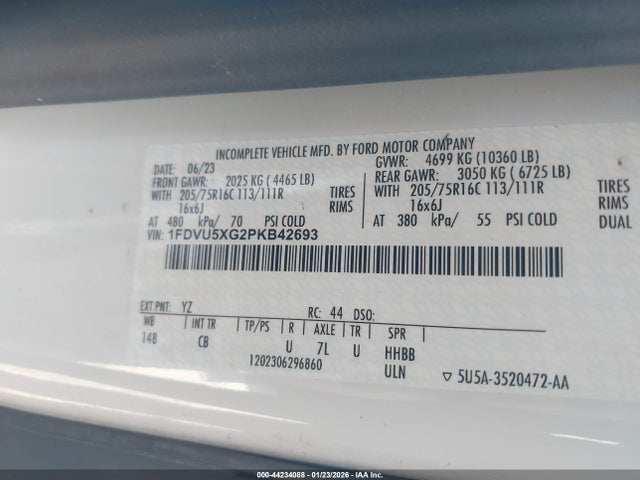 INCOMPLETE VEHICLE MFD. BY FORD MOTOR COMPANY
DATE: 06/23 GVWR: 4699 KG (10360 LB)
FRONT GAWR: 2025 KG ( 4465 LB) REAR GAWR: 3050 KG ( 6725 LB)
WITH 205/75R16C 113/111R TIRES WITH 205/75R16C 113/111R TIRES
16x6J RIMS 16x6J RIMS
AT 480 kPa/ 70 PSI COLD AT 380 kPa/ 55 PSI COLD DUAL
VIN: 1FDVU5XG2PKB42693
EXT PNT: YZ RC: 44 DSO:
WB INT TR TP/PS R AXLE TR SPR
148 CB U 7L U HHBB
1202306296860 ULN ▽ 5U5A-3520472-AA
000-44234088 | 01/23/2026 - IAAI.COM